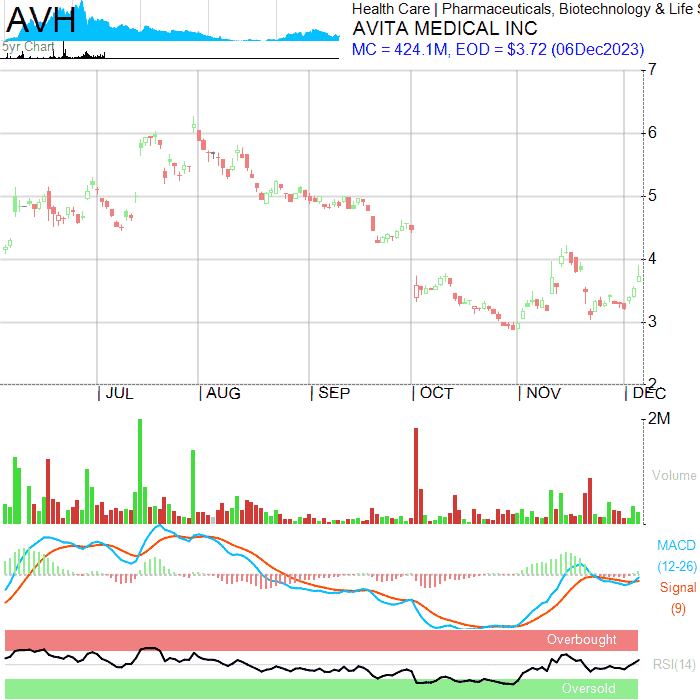 AVH
5yr Chart
Health Care | Pharmaceuticals, Biotechnology & Life S
AVITA MEDICAL INC
MC = 424.1M, EOD = $3.72 (06Dec2023)
7
6
5
4
3
2
JUL
AUG
SEP
OCT
NOV
DEC
2M
Volume
MACD
(12-26)
Signal
(9)
Overbought
RSI(14)
Oversold